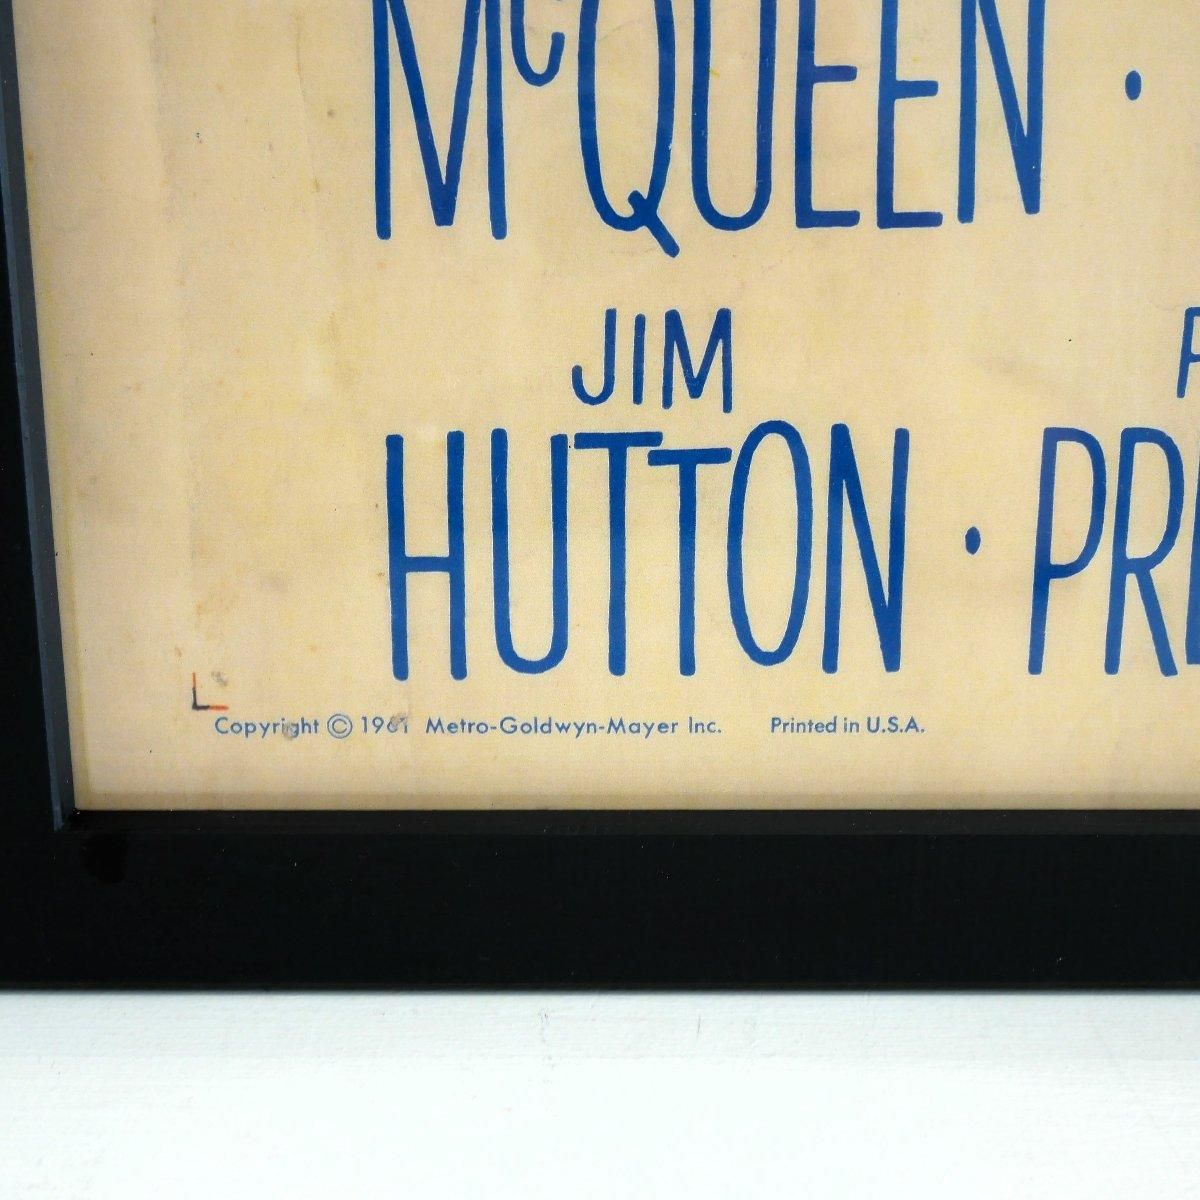 McQUEEN ·
JIM
HUTTON ·
Copyright © 1961 Metro-Goldwyn-Mayer Inc. Printed in U.S.A.